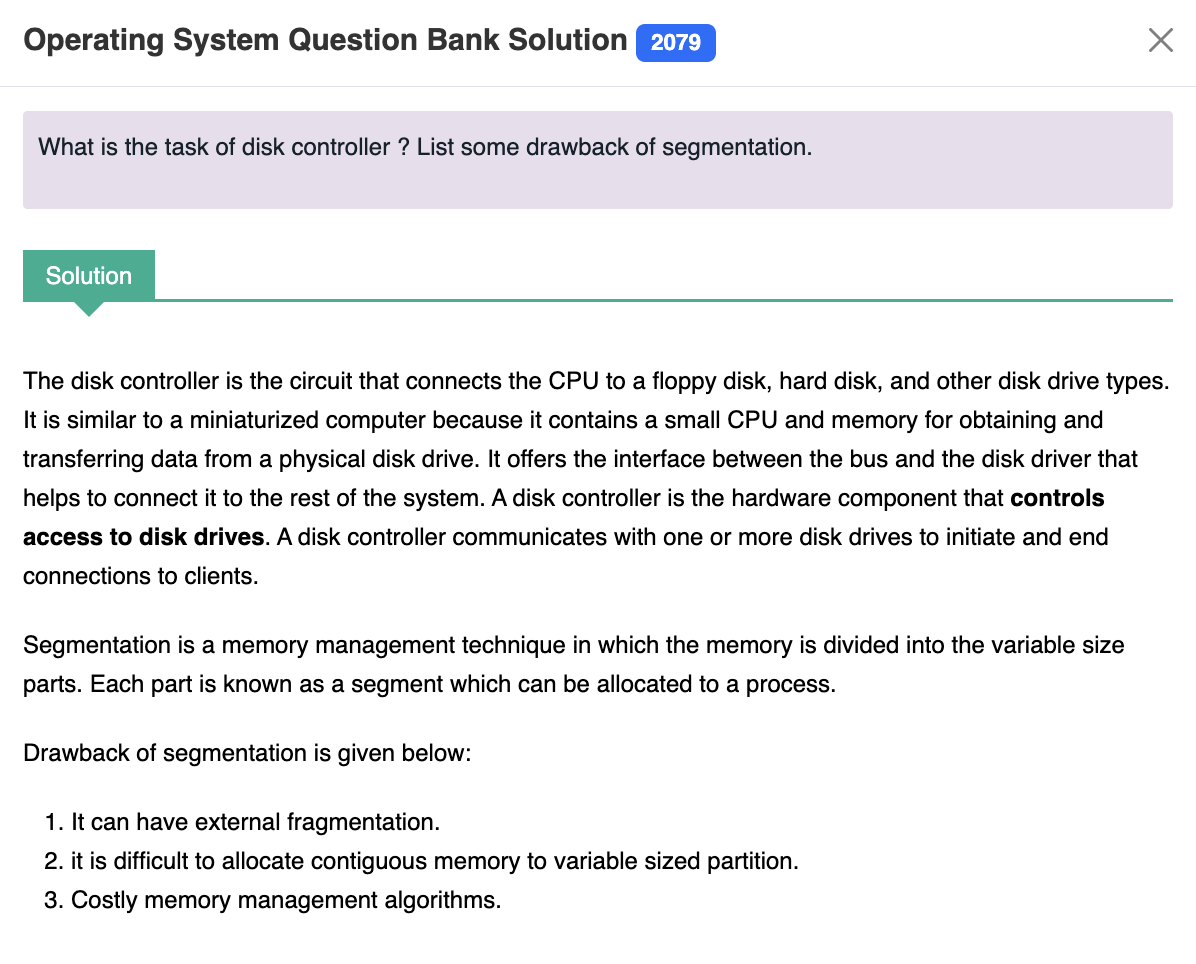 Operating System Question Bank Solution 2079
What is the task of disk controller ? List some drawback of segmentation.
Solution
The disk controller is the circuit that connects the CPU to a floppy disk, hard disk, and other disk drive types.
It is similar to a miniaturized computer because it contains a small CPU and memory for obtaining and
transferring data from a physical disk drive. It offers the interface between the bus and the disk driver that
helps to connect it to the rest of the system. A disk controller is the hardware component that controls
access to disk drives. A disk controller communicates with one or more disk drives to initiate and end
connections to clients.
Segmentation is a memory management technique in which the memory is divided into the variable size
parts. Each part is known as a segment which can be allocated to a process.
Drawback of segmentation is given below:
1. It can have external fragmentation.
2. it is difficult to allocate contiguous memory to variable sized partition.
3. Costly memory management algorithms.